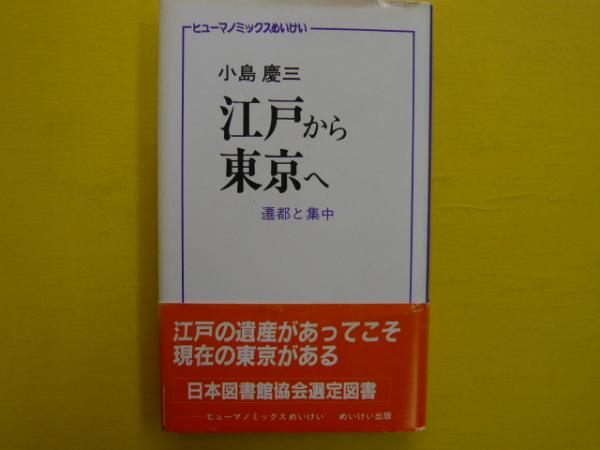 ヒューマノミックスめいけい
小島 慶三
江戸から
東京へ
遷都と集中
江戸の遺産があってこそ
現在の東京がある
日本図書館協会選定図書
ヒューマノミックスめいけい めいけい出版